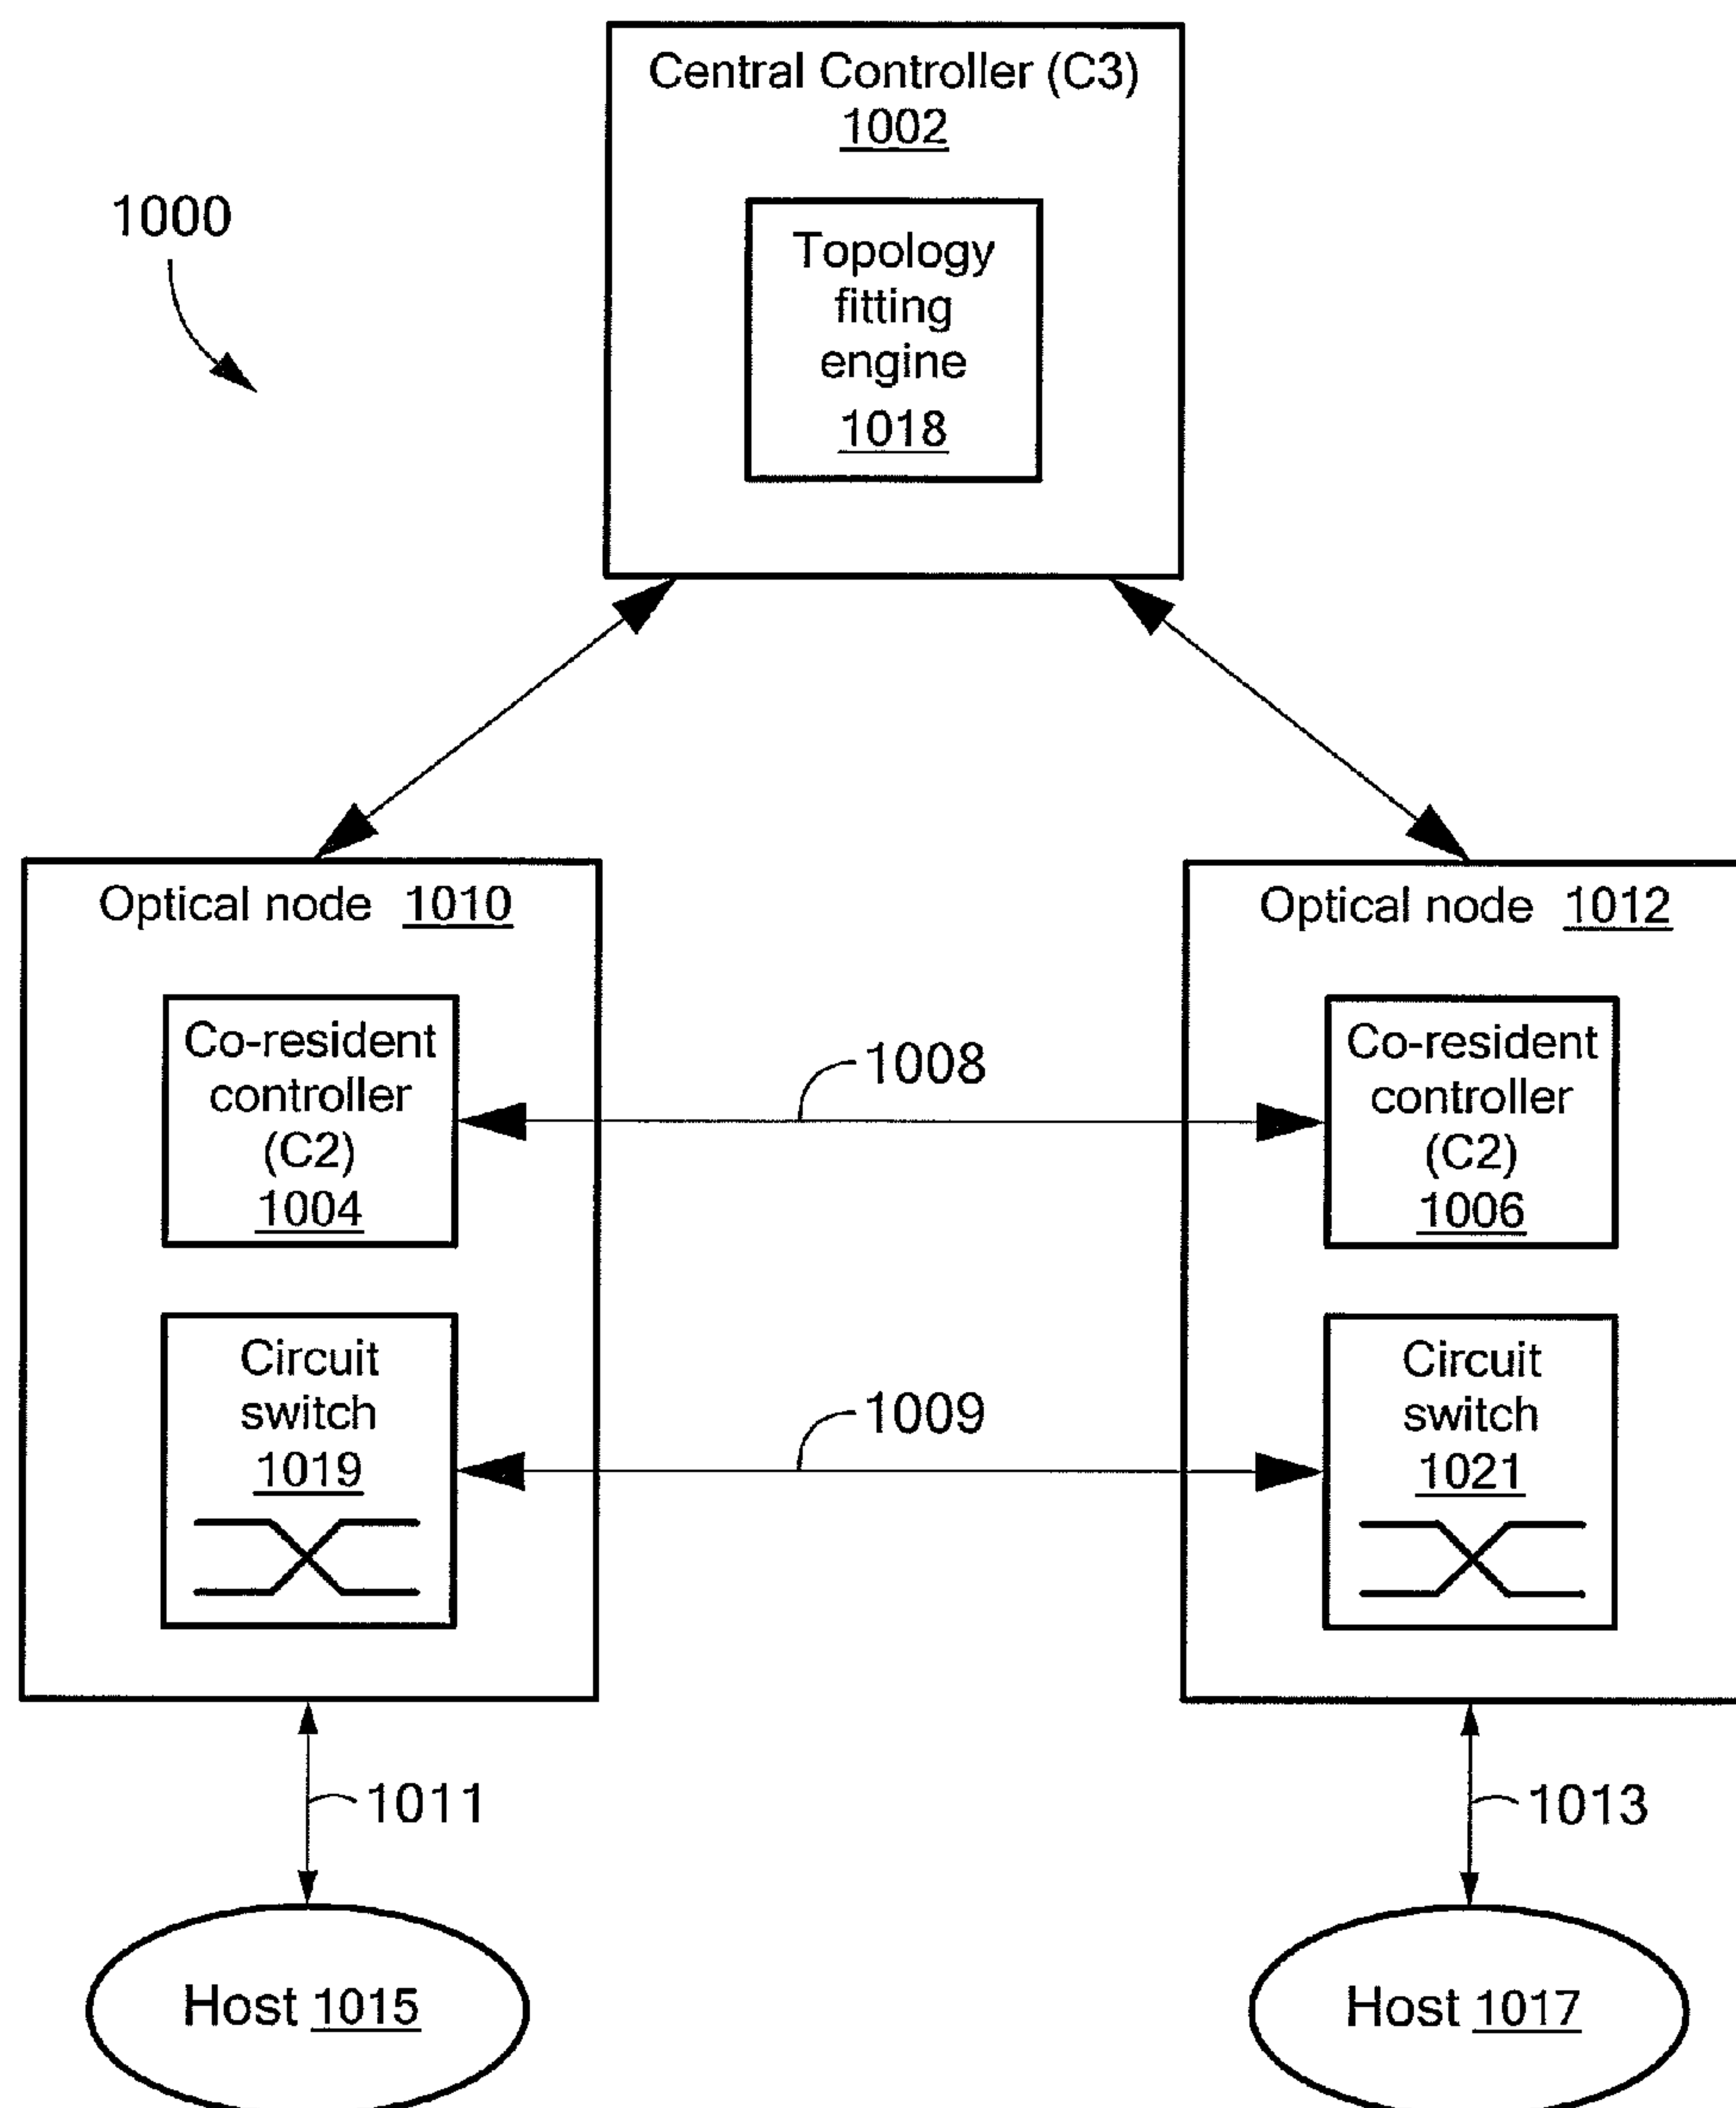 Central Controller (C3)
1002
1000
Topology
fitting
engine
1018
Optical node 1010
Optical node 1012
Co-resident
controller
(C2)
1004
1008
Co-resident
controller
(C2)
1006
Circuit
switch
1019
1009
Circuit
switch
1021
1011
1013
Host 1015
Host 1017